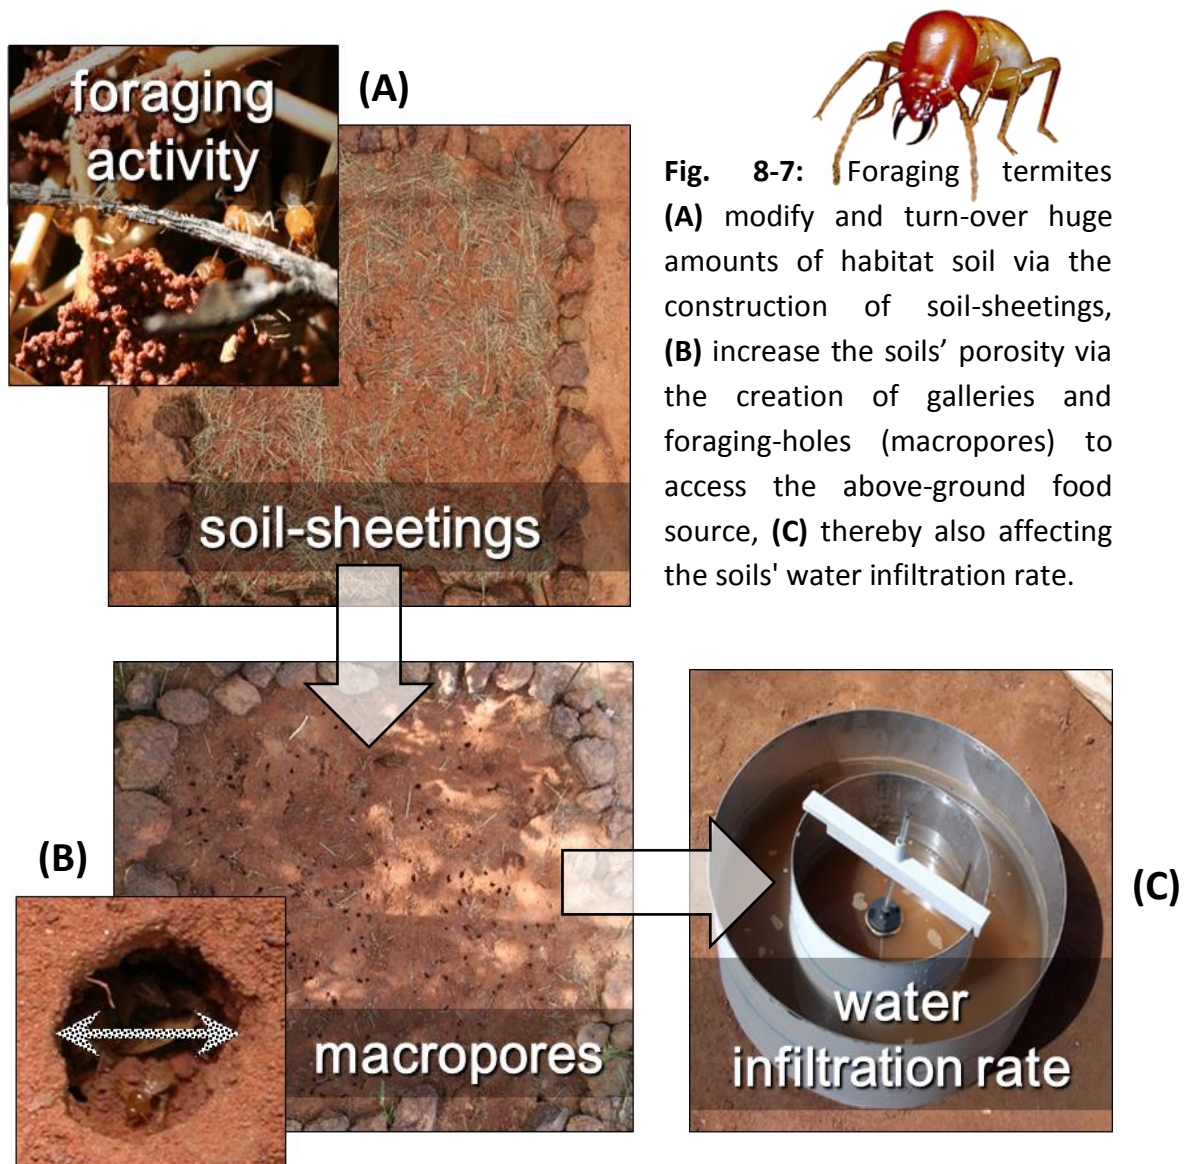 foraging
activity
(A)
soil-sheetings
Fig. 8-7: Foraging termites
(A) modify and turn-over huge
amounts of habitat soil via the
construction of soil-sheetings,
(B) increase the soils’ porosity via
the creation of galleries and
foraging-holes (macropores) to
access the above-ground food
source, (C) thereby also affecting
the soils' water infiltration rate.
(B)
macropores
(C)
water
infiltration rate